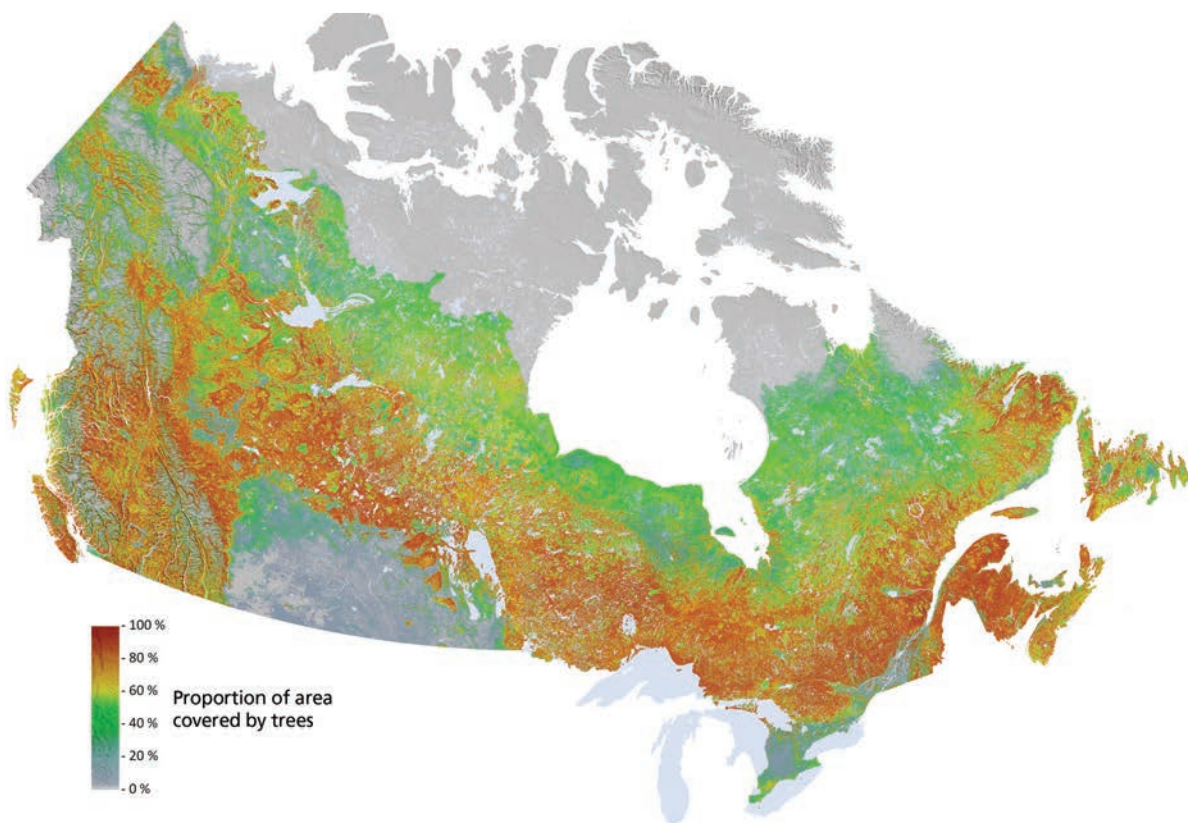 - 100 %
- 80 %
- 60 %
- 40 %
- 20 %
- 0 %
Proportion of area
covered by trees